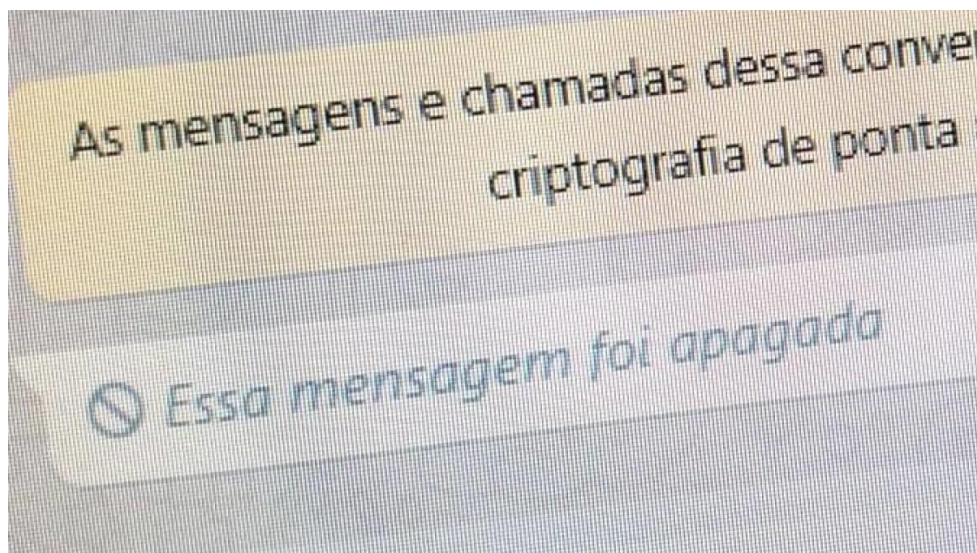 As mensagens e chamadas dessa
criptografia de ponta
Essa mensagem foi apagada